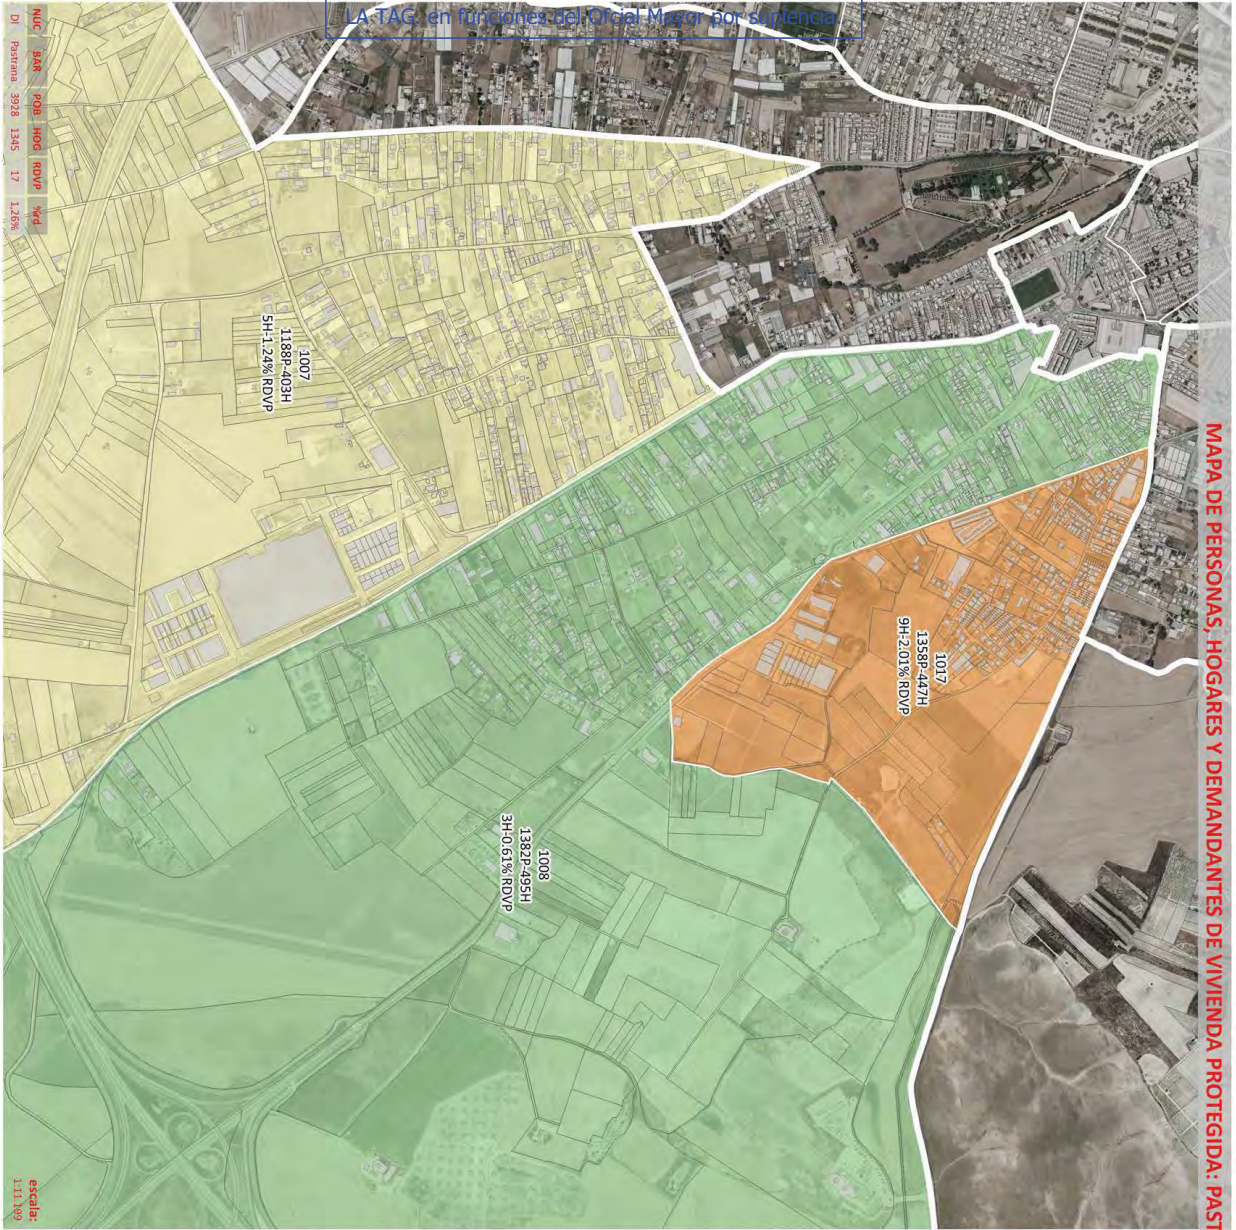 LA TAG. en funciones del Ofcial Mayor por suplencia
MAPA DE PERSONAS, HOGARES Y DEMANDANTES DE VIVIENDA PROTEGIDA: PAST
NUC BAR POB HOG RDVP %rd
DI Pastrana 3928 1345 17 1,26%
1007
1188P-403H
5H-1.24% RDVP
1017
1358P-447H
9H-2.01% RDVP
1008
1382P-495H
3H-0.61% RDVP
escala:
1:11.199